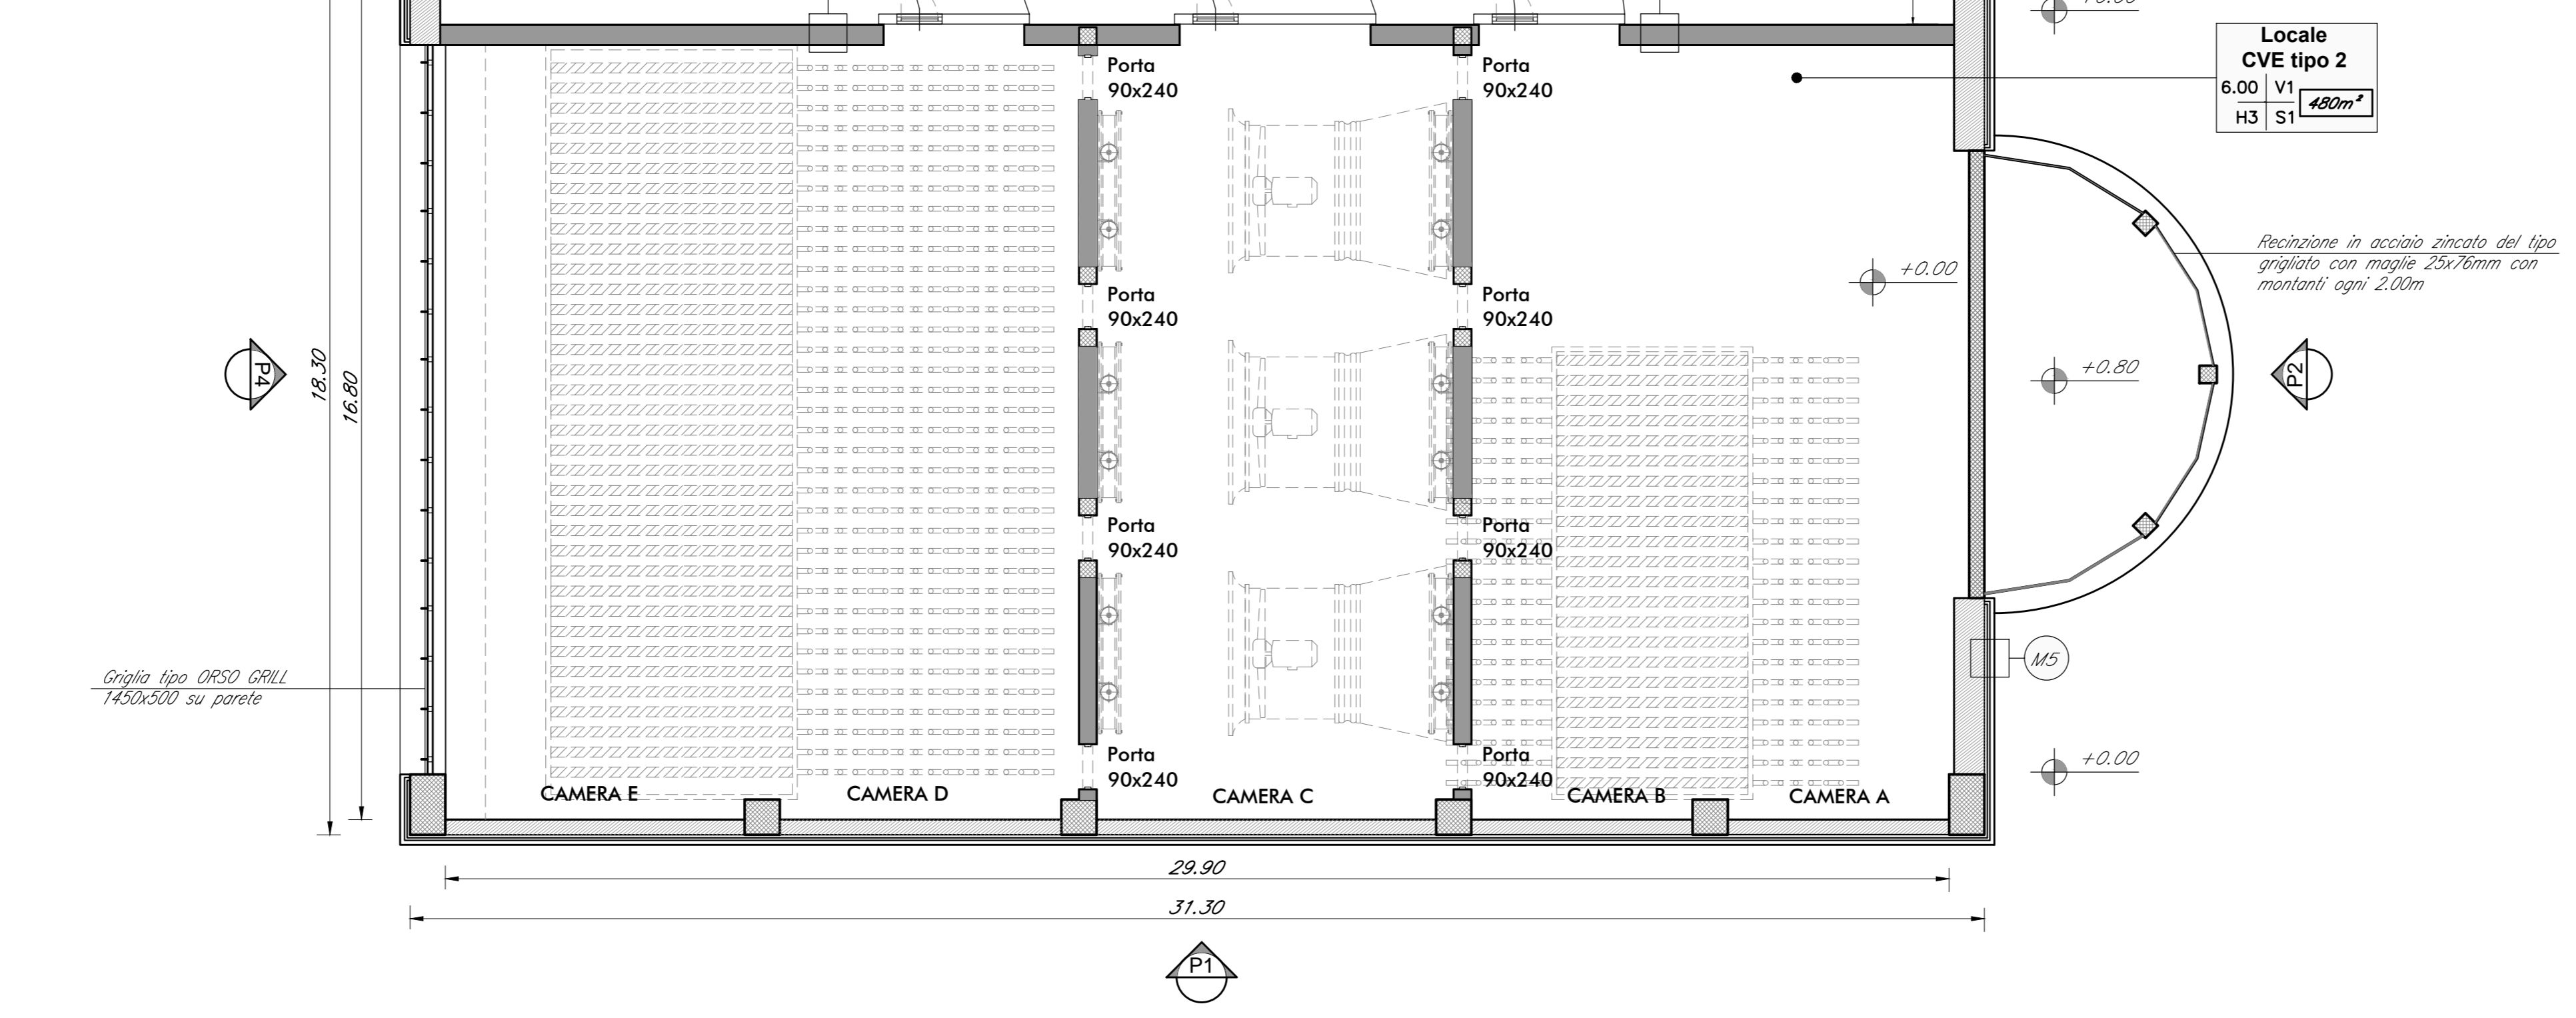 Locale
CVE tipo 2
6.00 V1
480m²
H3 S1
Porta
90x240
Porta
90x240
Recinzione in acciaio zincato del tipo
grigliato con maglie 25x76mm con
montanti ogni 2.00m
+0.00
Porta
90x240
Porta
90x240
+0.80
P4
P2
18.30
16.80
Porta
90x240
Porta
90x240
M5
Griglia tipo ORSO GRILL
1450x500 su parete
Porta
90x240
Porta
90x240
+0.00
CAMERA E
CAMERA D
CAMERA C
CAMERA B
CAMERA A
29.90
31.30
P1